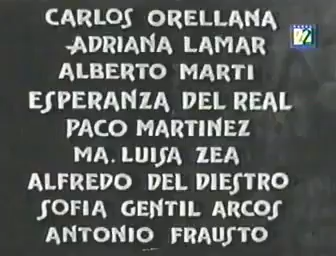 CARLOS ORELLANA
ADRIANA LAMAR
ALBERTO MARTI
ESPERANZA DEL REAL
PACO MARTINEZ
MA. LUISA ZEA
ALFREDO DEL DIESTRO
SOFIA GENTIL ARCOS
ANTONIO FRAUSTO